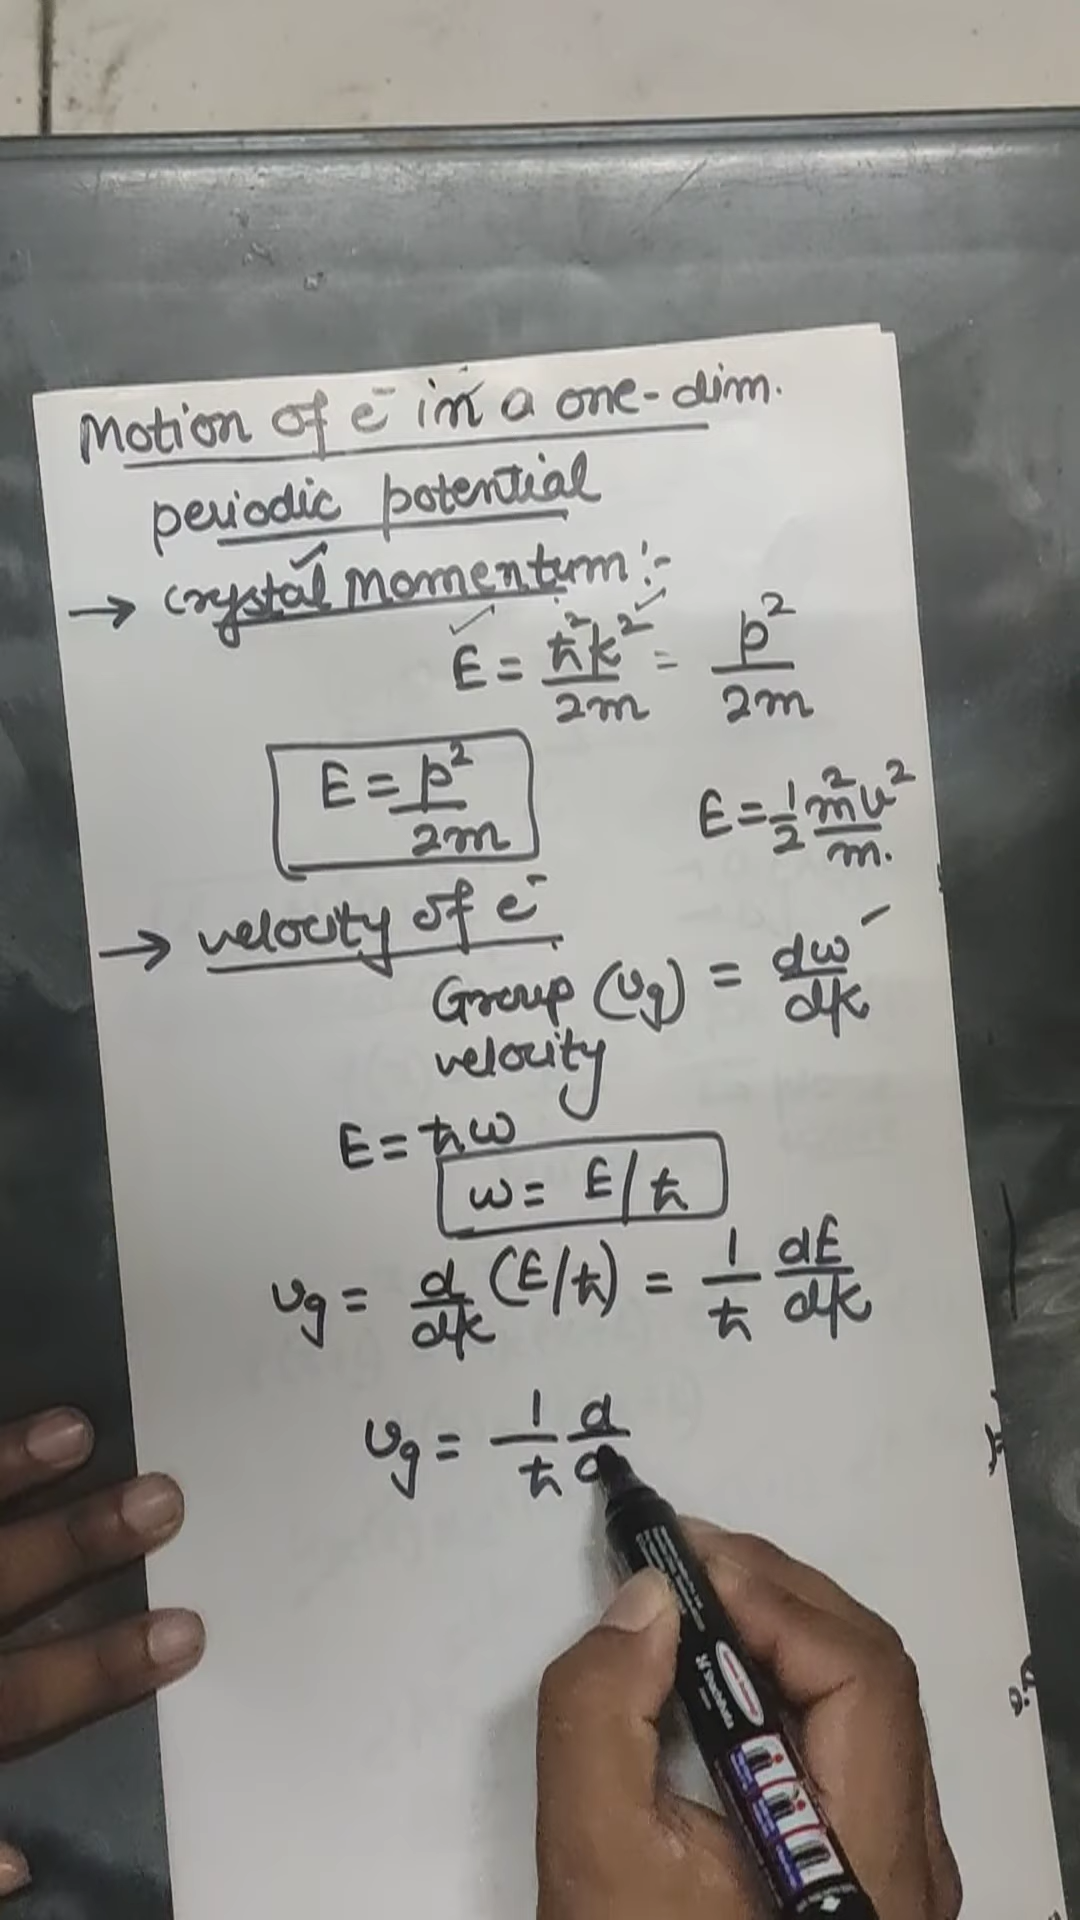 Motion of e⁻ in a one-dim.
periodic potential
→ crystal momentum :-
E = ħ²k²/2m = p²/2m
E = p²/2m
E = 1/2 m²v²/m.
→ velocity of e⁻
Group (vg) = dω/dk
velocity
E = ħω
ω = E/ħ
vg = d/dk (E/ħ) = 1/ħ dE/dk
vg = 1/ħ d/d